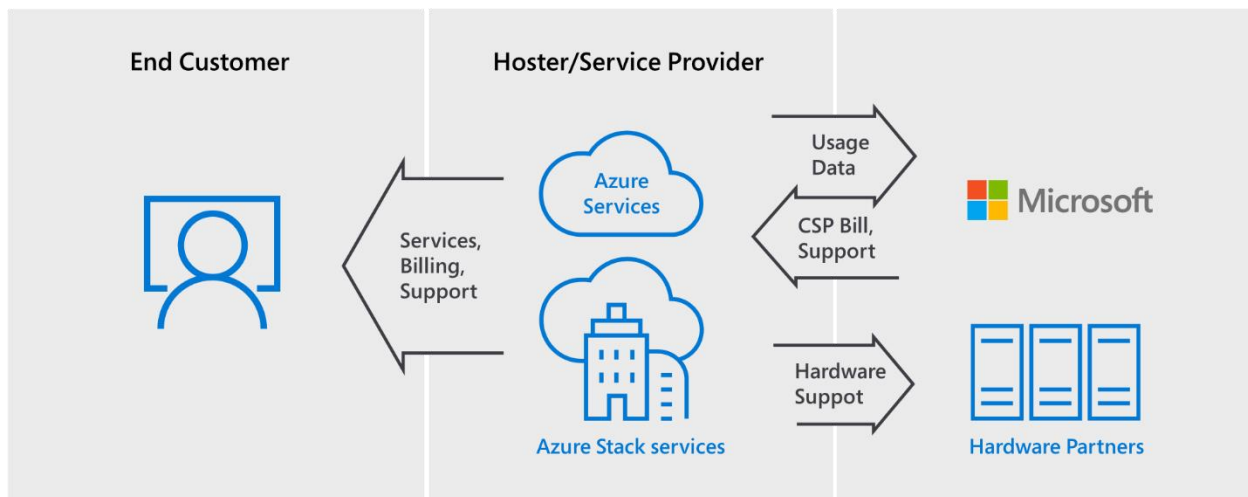 End Customer
Hoster/Service Provider
Usage
Data
Azure
Services
Microsoft
CSP Bill,
Support
Services,
Billing,
Support
Hardware
Suppot
Azure Stack services
Hardware Partners